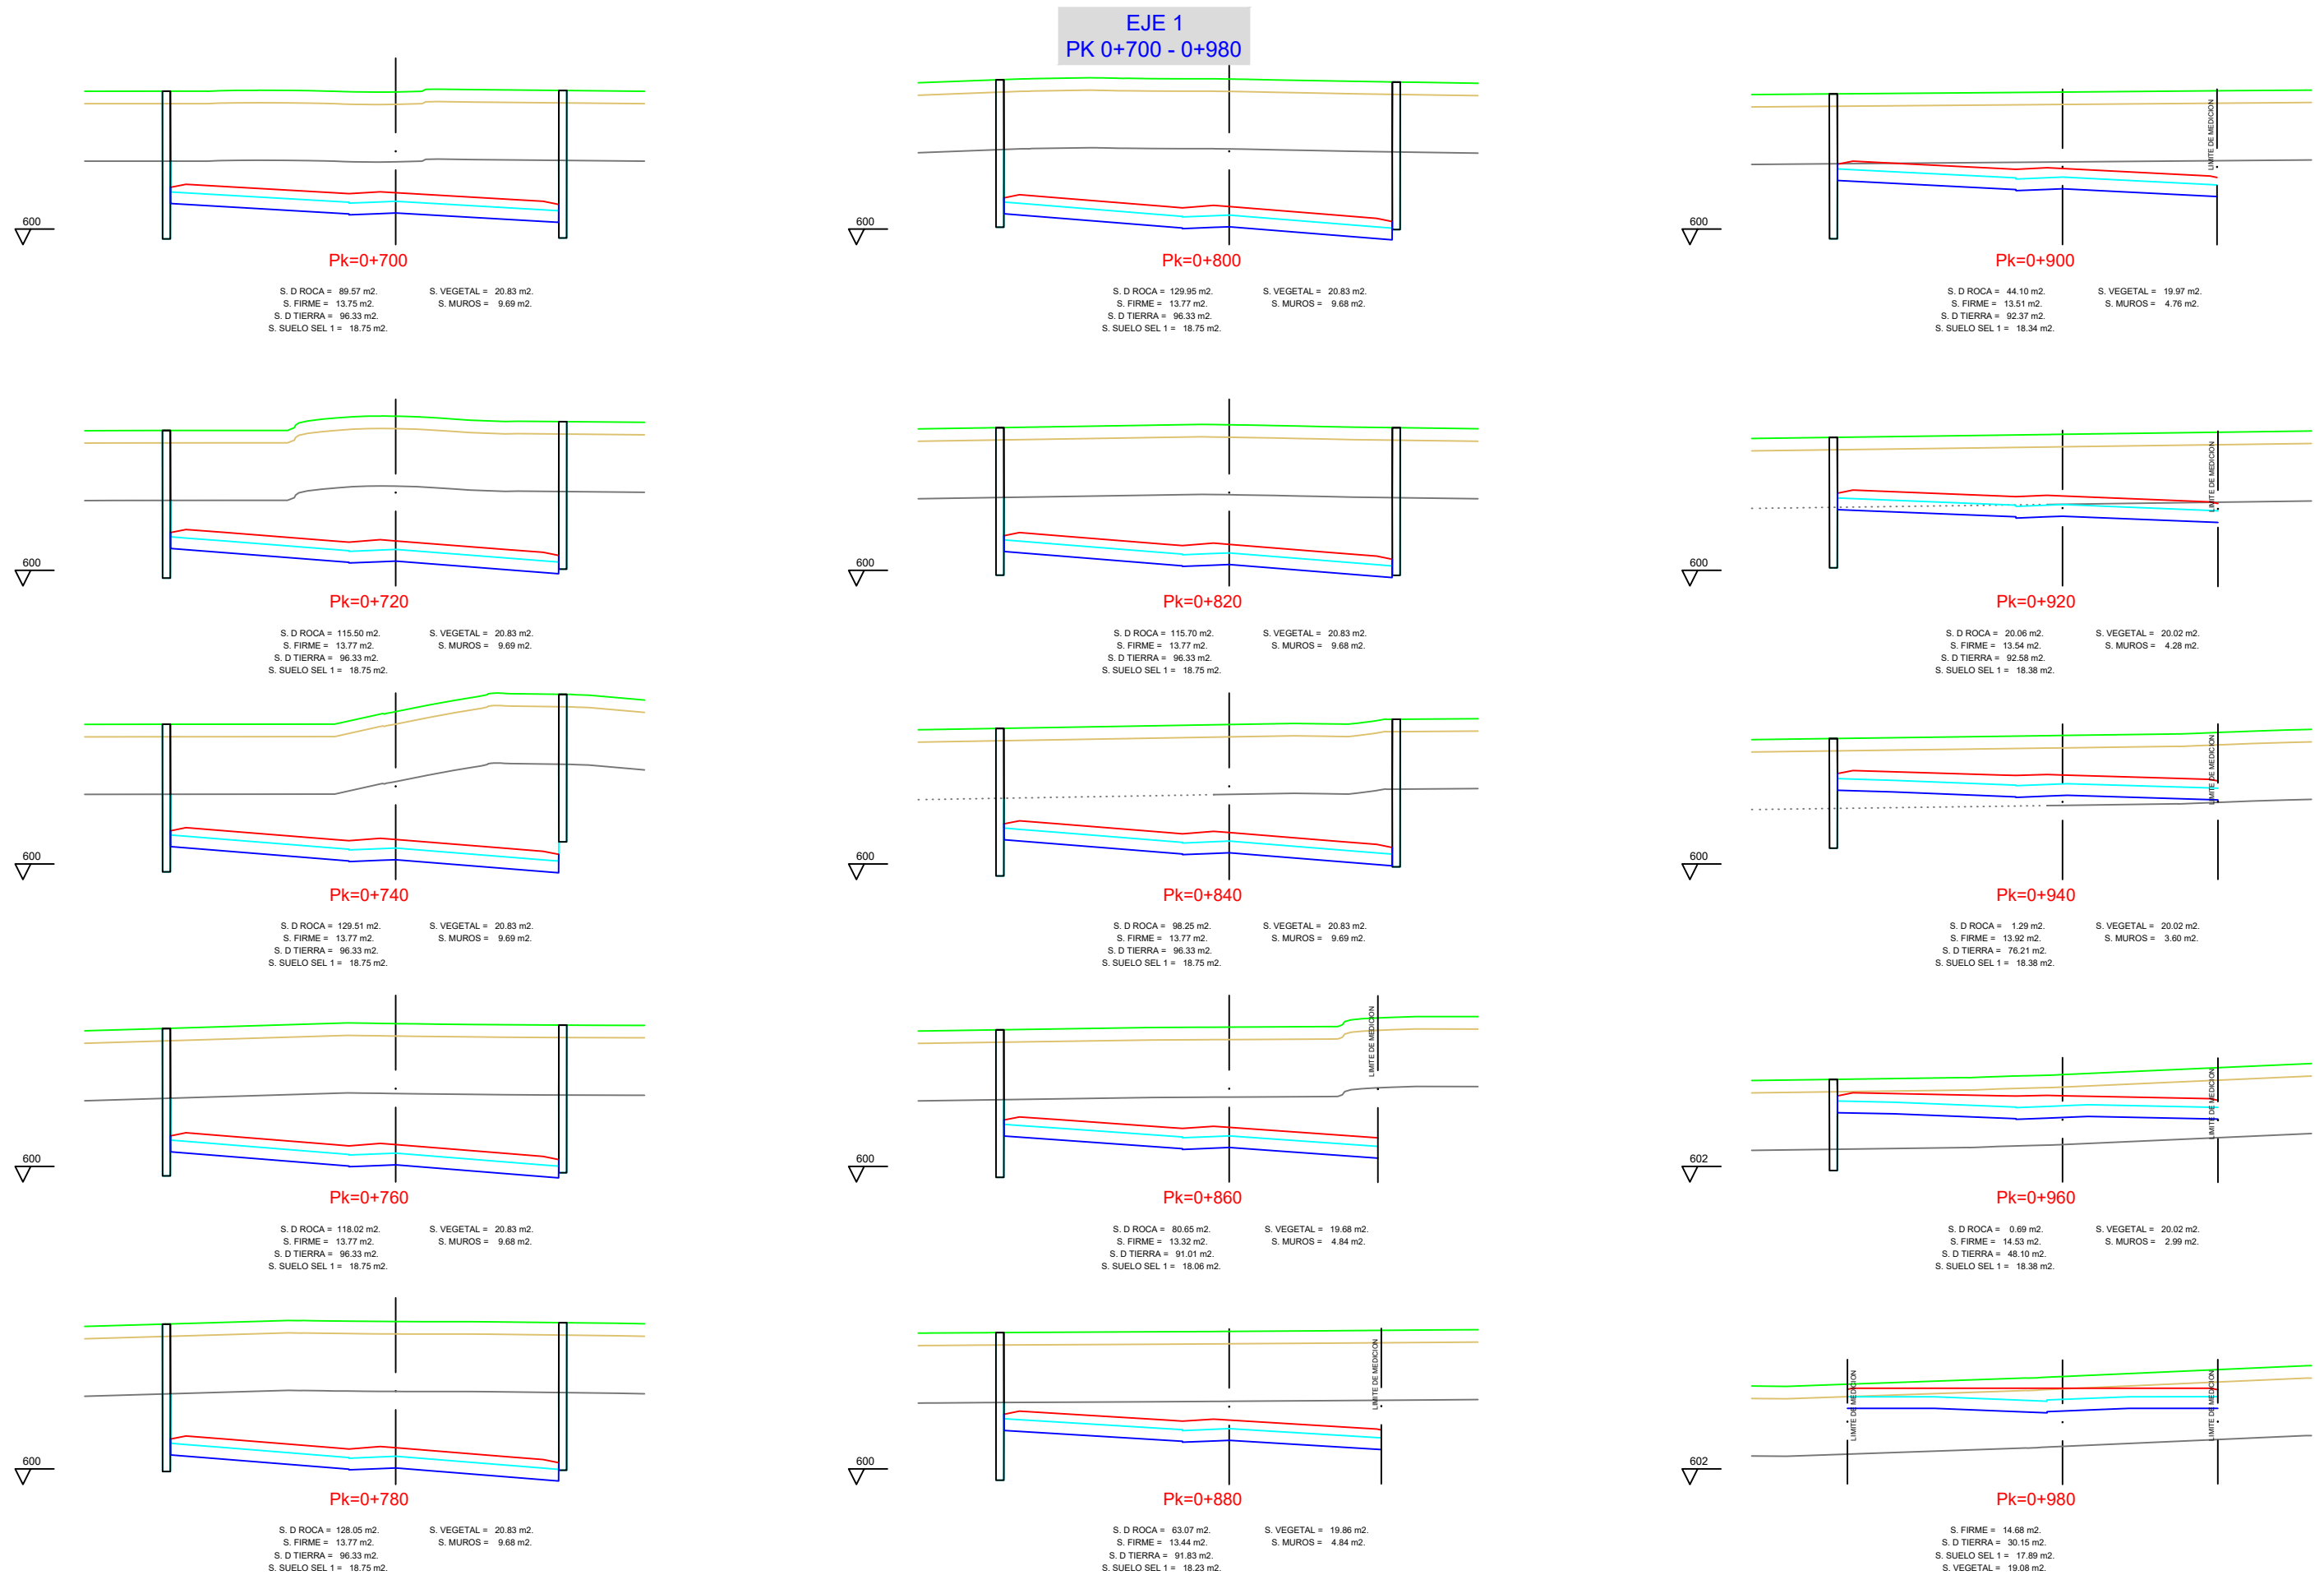 EJE 1
PK 0+700 - 0+980
600
Pk=0+700
S. D ROCA = 89.57 m2. S. VEGETAL = 20.83 m2.
S. FIRME = 13.75 m2. S. MUROS = 9.69 m2.
S. D TIERRA = 96.33 m2.
S. SUELO SEL 1 = 18.75 m2.
600
Pk=0+720
S. D ROCA = 115.50 m2. S. VEGETAL = 20.83 m2.
S. FIRME = 13.77 m2. S. MUROS = 9.69 m2.
S. D TIERRA = 96.33 m2.
S. SUELO SEL 1 = 18.75 m2.
600
Pk=0+740
S. D ROCA = 129.51 m2. S. VEGETAL = 20.83 m2.
S. FIRME = 13.77 m2. S. MUROS = 9.69 m2.
S. D TIERRA = 96.33 m2.
S. SUELO SEL 1 = 18.75 m2.
600
Pk=0+760
S. D ROCA = 118.02 m2. S. VEGETAL = 20.83 m2.
S. FIRME = 13.77 m2. S. MUROS = 9.68 m2.
S. D TIERRA = 96.33 m2.
S. SUELO SEL 1 = 18.75 m2.
600
Pk=0+780
S. D ROCA = 128.05 m2. S. VEGETAL = 20.83 m2.
S. FIRME = 13.77 m2. S. MUROS = 9.68 m2.
S. D TIERRA = 96.33 m2.
S. SUELO SEL 1 = 18.75 m2.
600
Pk=0+800
S. D ROCA = 129.95 m2. S. VEGETAL = 20.83 m2.
S. FIRME = 13.77 m2. S. MUROS = 9.68 m2.
S. D TIERRA = 96.33 m2.
S. SUELO SEL 1 = 18.75 m2.
600
Pk=0+820
S. D ROCA = 115.70 m2. S. VEGETAL = 20.83 m2.
S. FIRME = 13.77 m2. S. MUROS = 9.68 m2.
S. D TIERRA = 96.33 m2.
S. SUELO SEL 1 = 18.75 m2.
600
Pk=0+840
S. D ROCA = 98.25 m2. S. VEGETAL = 20.83 m2.
S. FIRME = 13.77 m2. S. MUROS = 9.69 m2.
S. D TIERRA = 96.33 m2.
S. SUELO SEL 1 = 18.75 m2.
LIMITE DE MEDICION
600
Pk=0+860
S. D ROCA = 80.65 m2. S. VEGETAL = 19.68 m2.
S. FIRME = 13.32 m2. S. MUROS = 4.84 m2.
S. D TIERRA = 91.01 m2.
S. SUELO SEL 1 = 18.06 m2.
LIMITE DE MEDICION
600
Pk=0+880
S. D ROCA = 63.07 m2. S. VEGETAL = 19.86 m2.
S. FIRME = 13.44 m2. S. MUROS = 4.84 m2.
S. D TIERRA = 91.83 m2.
S. SUELO SEL 1 = 18.23 m2.
LIMITE DE MEDICION
600
Pk=0+900
S. D ROCA = 44.10 m2. S. VEGETAL = 19.97 m2.
S. FIRME = 13.51 m2. S. MUROS = 4.76 m2.
S. D TIERRA = 92.37 m2.
S. SUELO SEL 1 = 18.34 m2.
LIMITE DE MEDICION
600
Pk=0+920
S. D ROCA = 20.06 m2. S. VEGETAL = 20.02 m2.
S. FIRME = 13.54 m2. S. MUROS = 4.28 m2.
S. D TIERRA = 92.58 m2.
S. SUELO SEL 1 = 18.38 m2.
LIMITE DE MEDICION
600
Pk=0+940
S. D ROCA = 1.29 m2. S. VEGETAL = 20.02 m2.
S. FIRME = 13.92 m2. S. MUROS = 3.60 m2.
S. D TIERRA = 76.21 m2.
S. SUELO SEL 1 = 18.38 m2.
LIMITE DE MEDICION
602
Pk=0+960
S. D ROCA = 0.69 m2. S. VEGETAL = 20.02 m2.
S. FIRME = 14.53 m2. S. MUROS = 2.99 m2.
S. D TIERRA = 48.10 m2.
S. SUELO SEL 1 = 18.38 m2.
LIMITE DE MEDICION
LIMITE DE MEDICION
602
Pk=0+980
S. FIRME = 14.68 m2.
S. D TIERRA = 30.15 m2.
S. SUELO SEL 1 = 17.89 m2.
S. VEGETAL = 19.08 m2.